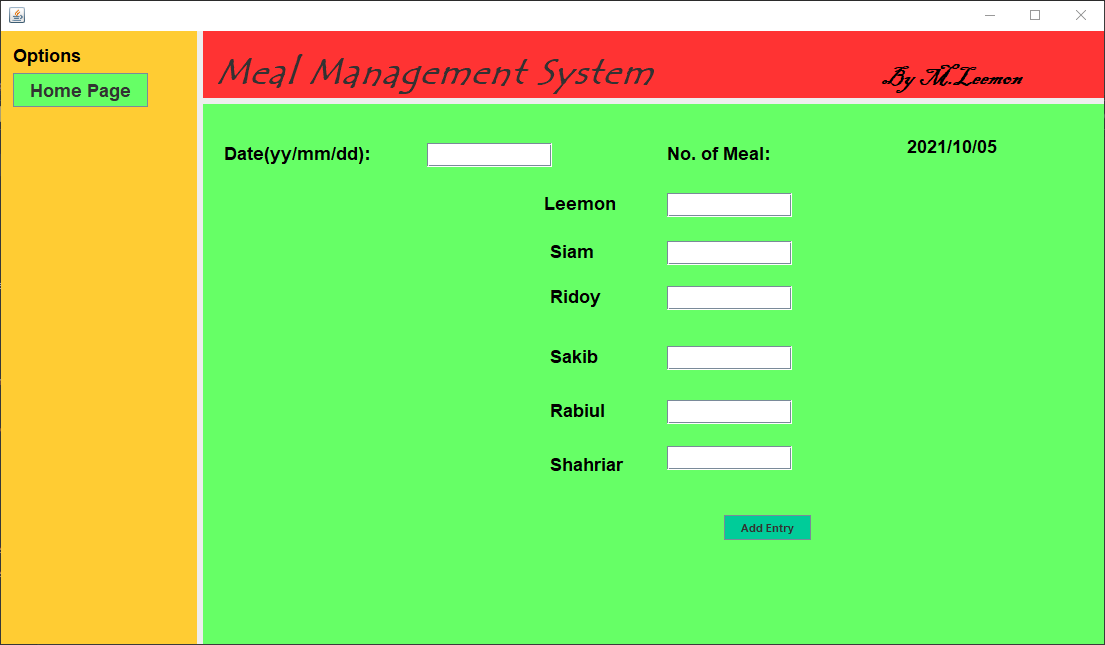 Options
Home Page
Meal Management System
By M.Leemon
Date(yy/mm/dd):
No. of Meal:
2021/10/05
Leemon
Siam
Ridoy
Sakib
Rabiul
Shahriar
Add Entry